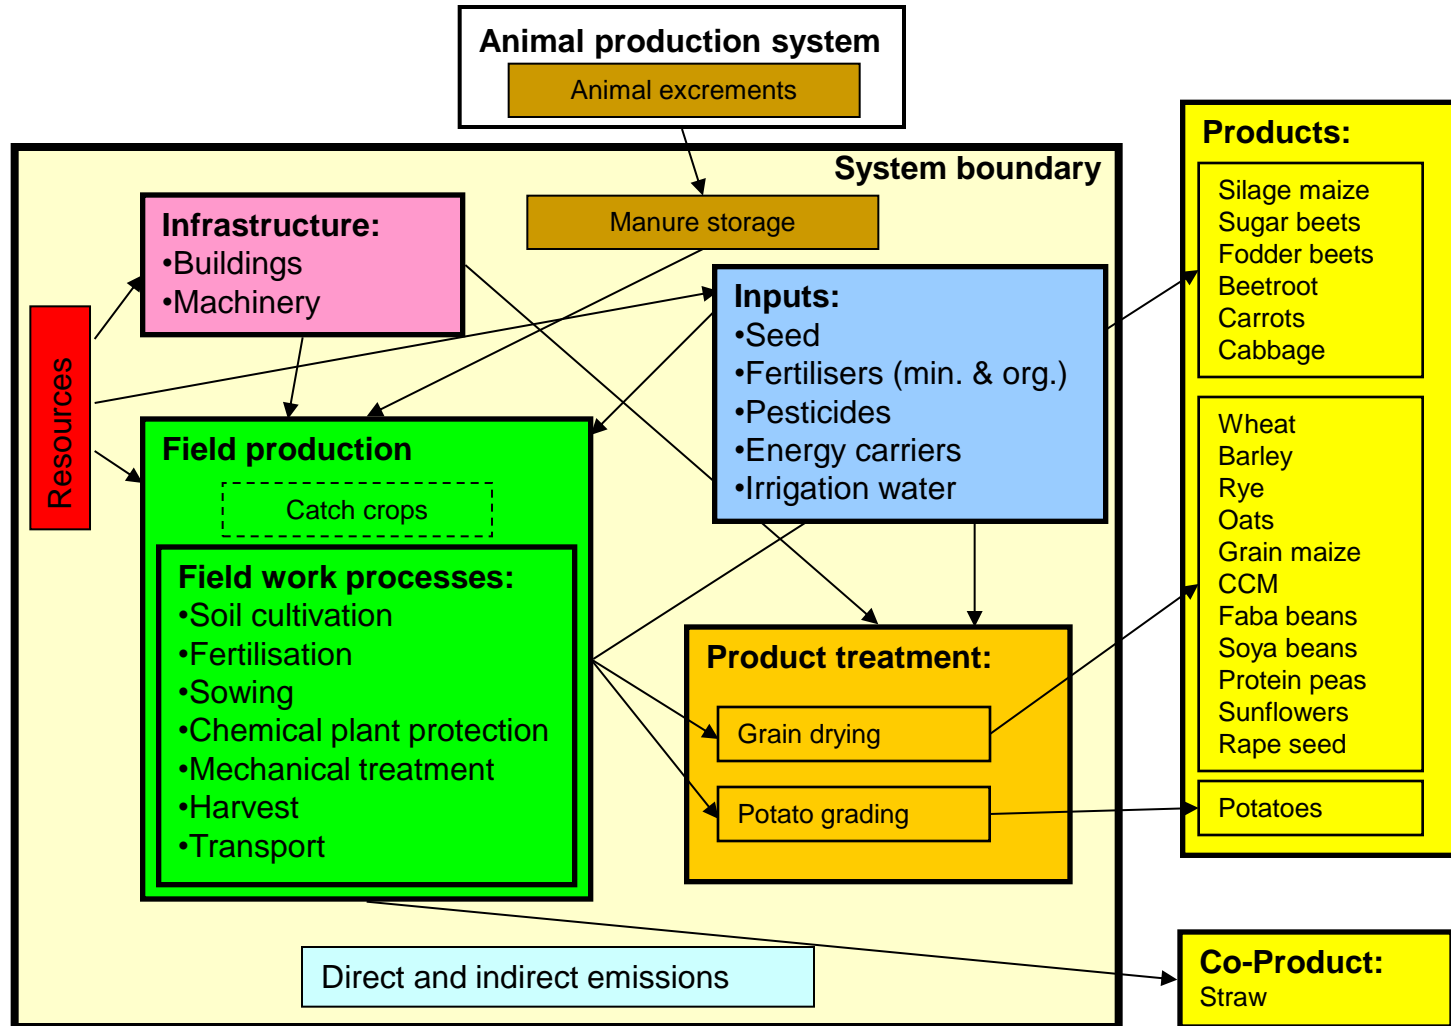 Animal production system
Animal excrements
System boundary
Manure storage
Infrastructure:
•Buildings
•Machinery
Resources
Inputs:
•Seed
•Fertilisers (min. & org.)
•Pesticides
•Energy carriers
•Irrigation water
Field production
Catch crops
Field work processes:
•Soil cultivation
•Fertilisation
•Sowing
•Chemical plant protection
•Mechanical treatment
•Harvest
•Transport
Product treatment:
Grain drying
Potato grading
Direct and indirect emissions
Products:
Silage maize
Sugar beets
Fodder beets
Beetroot
Carrots
Cabbage
Wheat
Barley
Rye
Oats
Grain maize
CCM
Faba beans
Soya beans
Protein peas
Sunflowers
Rape seed
Potatoes
Co-Product:
Straw